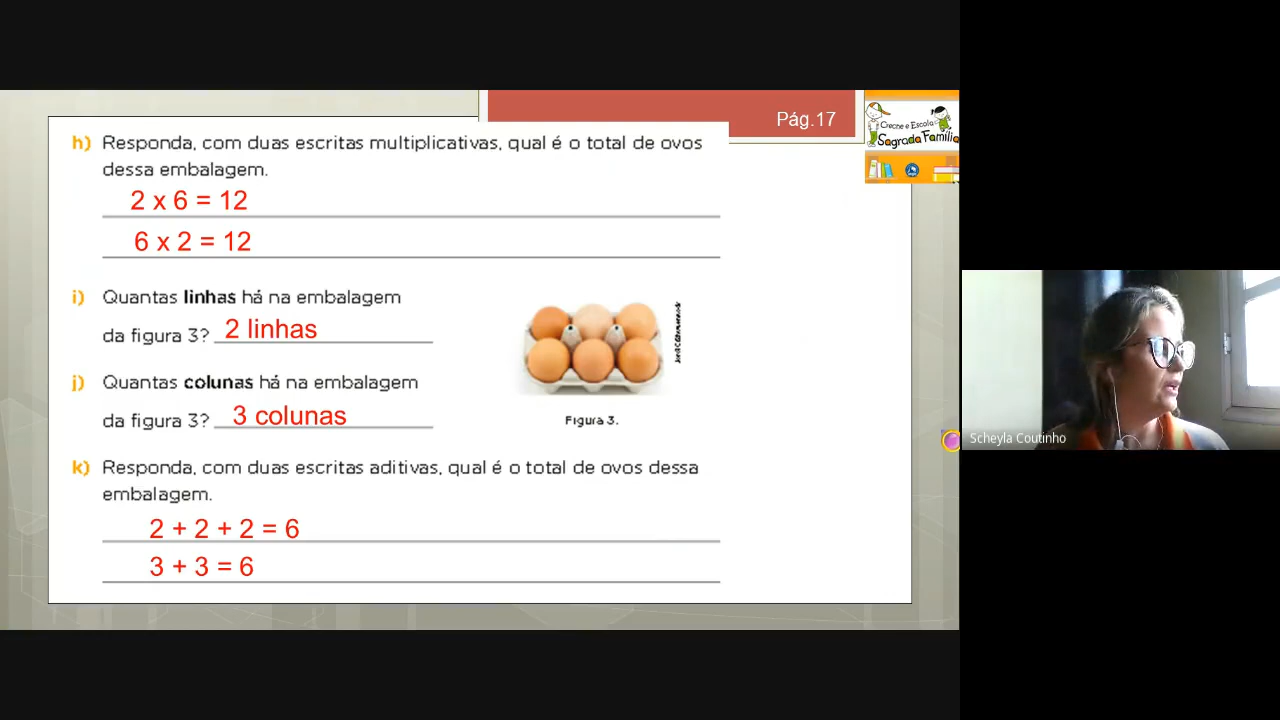 Pág.17
Creche e Escola
Sagrada Família
h) Responda, com duas escritas multiplicativas, qual é o total de ovos
dessa embalagem.
2 x 6 = 12
6 x 2 = 12
i) Quantas linhas há na embalagem
da figura 3? 2 linhas
j) Quantas colunas há na embalagem
da figura 3? 3 colunas
Figura 3.
k) Responda, com duas escritas aditivas, qual é o total de ovos dessa
embalagem.
2 + 2 + 2 = 6
3 + 3 = 6
Scheyla Coutinho